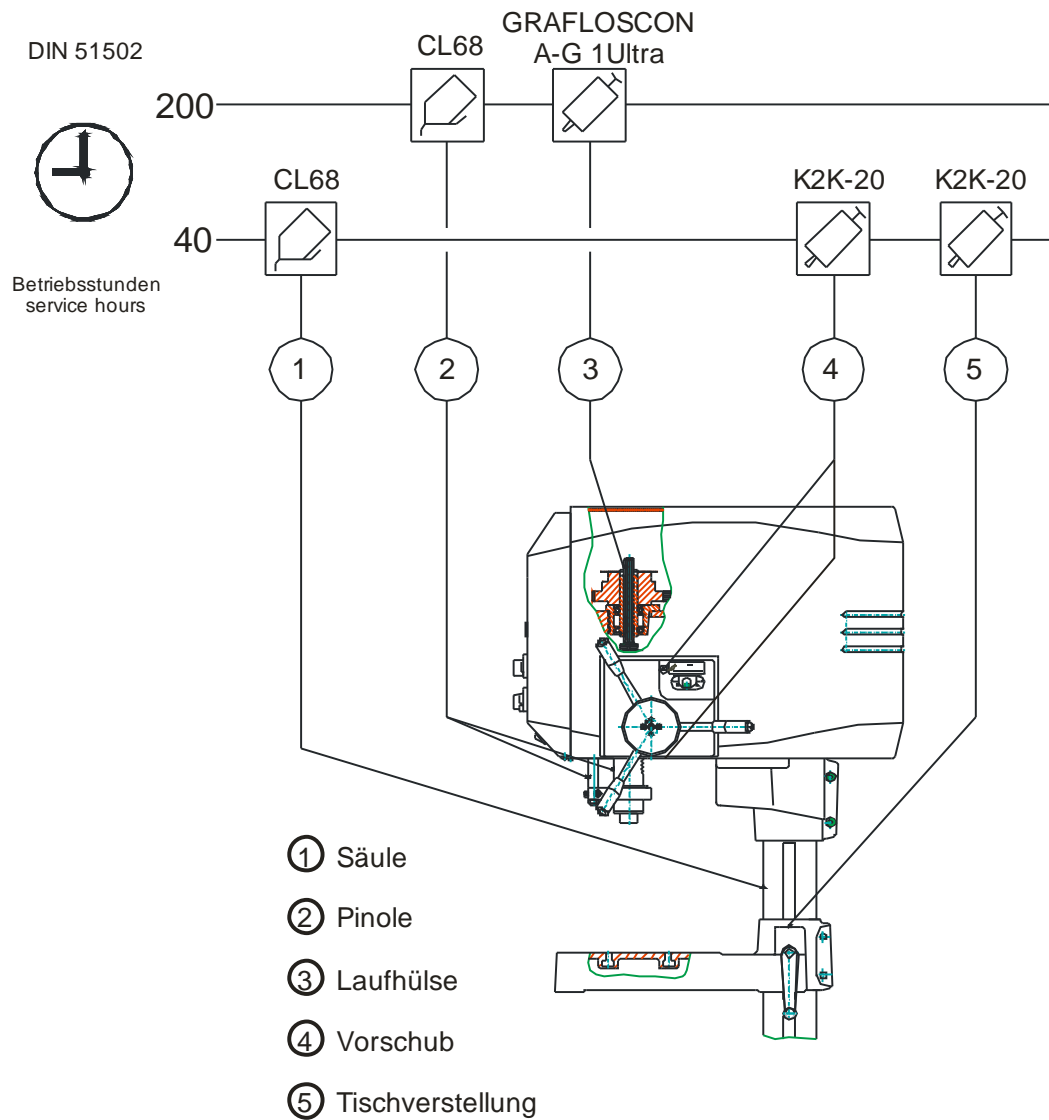 DIN 51502
CL68
GRAFLOSCON
A-G 1Ultra
200
CL68
K2K-20
K2K-20
40
Betriebsstunden
service hours
1
2
3
4
5
1 Säule
2 Pinole
3 Laufhülse
4 Vorschub
5 Tischverstellung